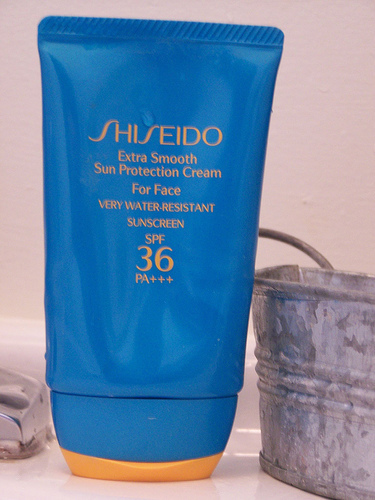 SHISEIDO
Extra Smooth
Sun Protection Cream
For Face
VERY WATER-RESISTANT
SUNSCREEN
SPF
36
PA+++